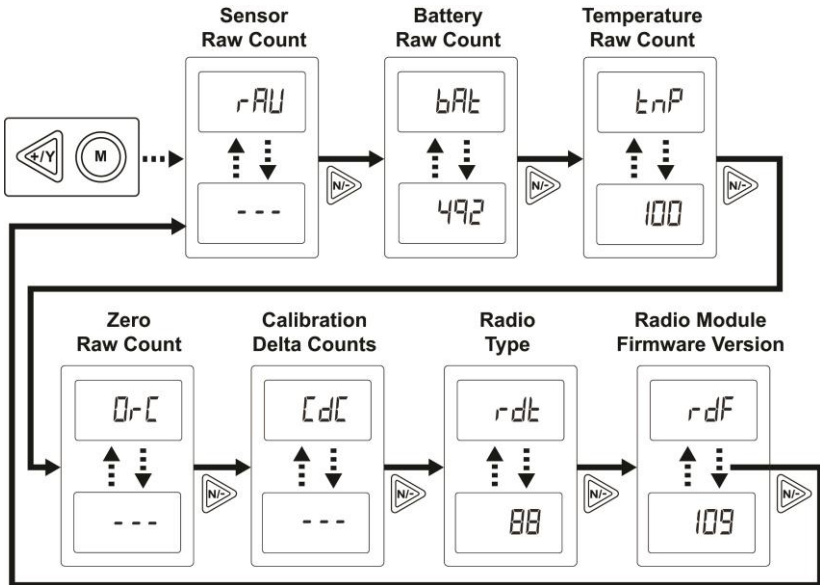 Sensor
Raw Count
Battery
Raw Count
Temperature
Raw Count
+/Y
M
rAU
---
N/-
bAt
492
N/-
tnP
100
N/-
Zero
Raw Count
Calibration
Delta Counts
Radio
Type
Radio Module
Firmware Version
0rC
---
N/-
CdC
---
N/-
rdt
88
N/-
rdF
109
N/-